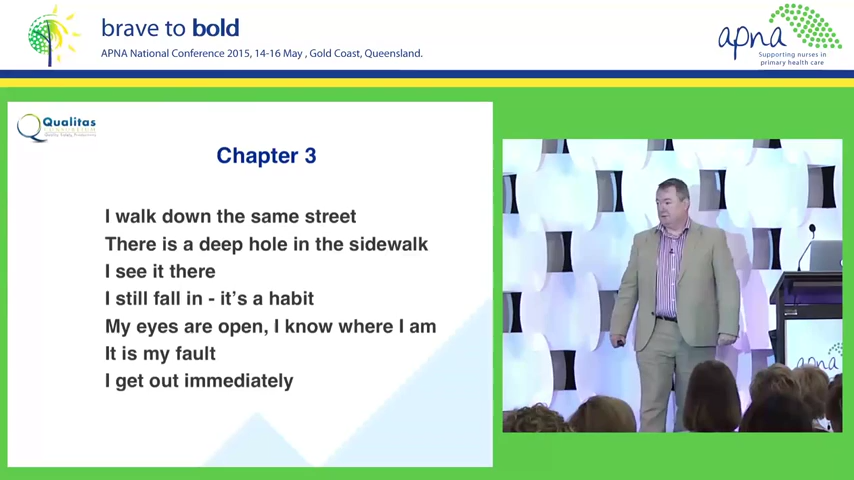 brave to bold
APNA National Conference 2015, 14-16 May , Gold Coast, Queensland.
apna
Supporting nurses in
primary health care
Qualitas
Chapter 3
I walk down the same street
There is a deep hole in the sidewalk
I see it there
I still fall in - it's a habit
My eyes are open, I know where I am
It is my fault
I get out immediately
apna